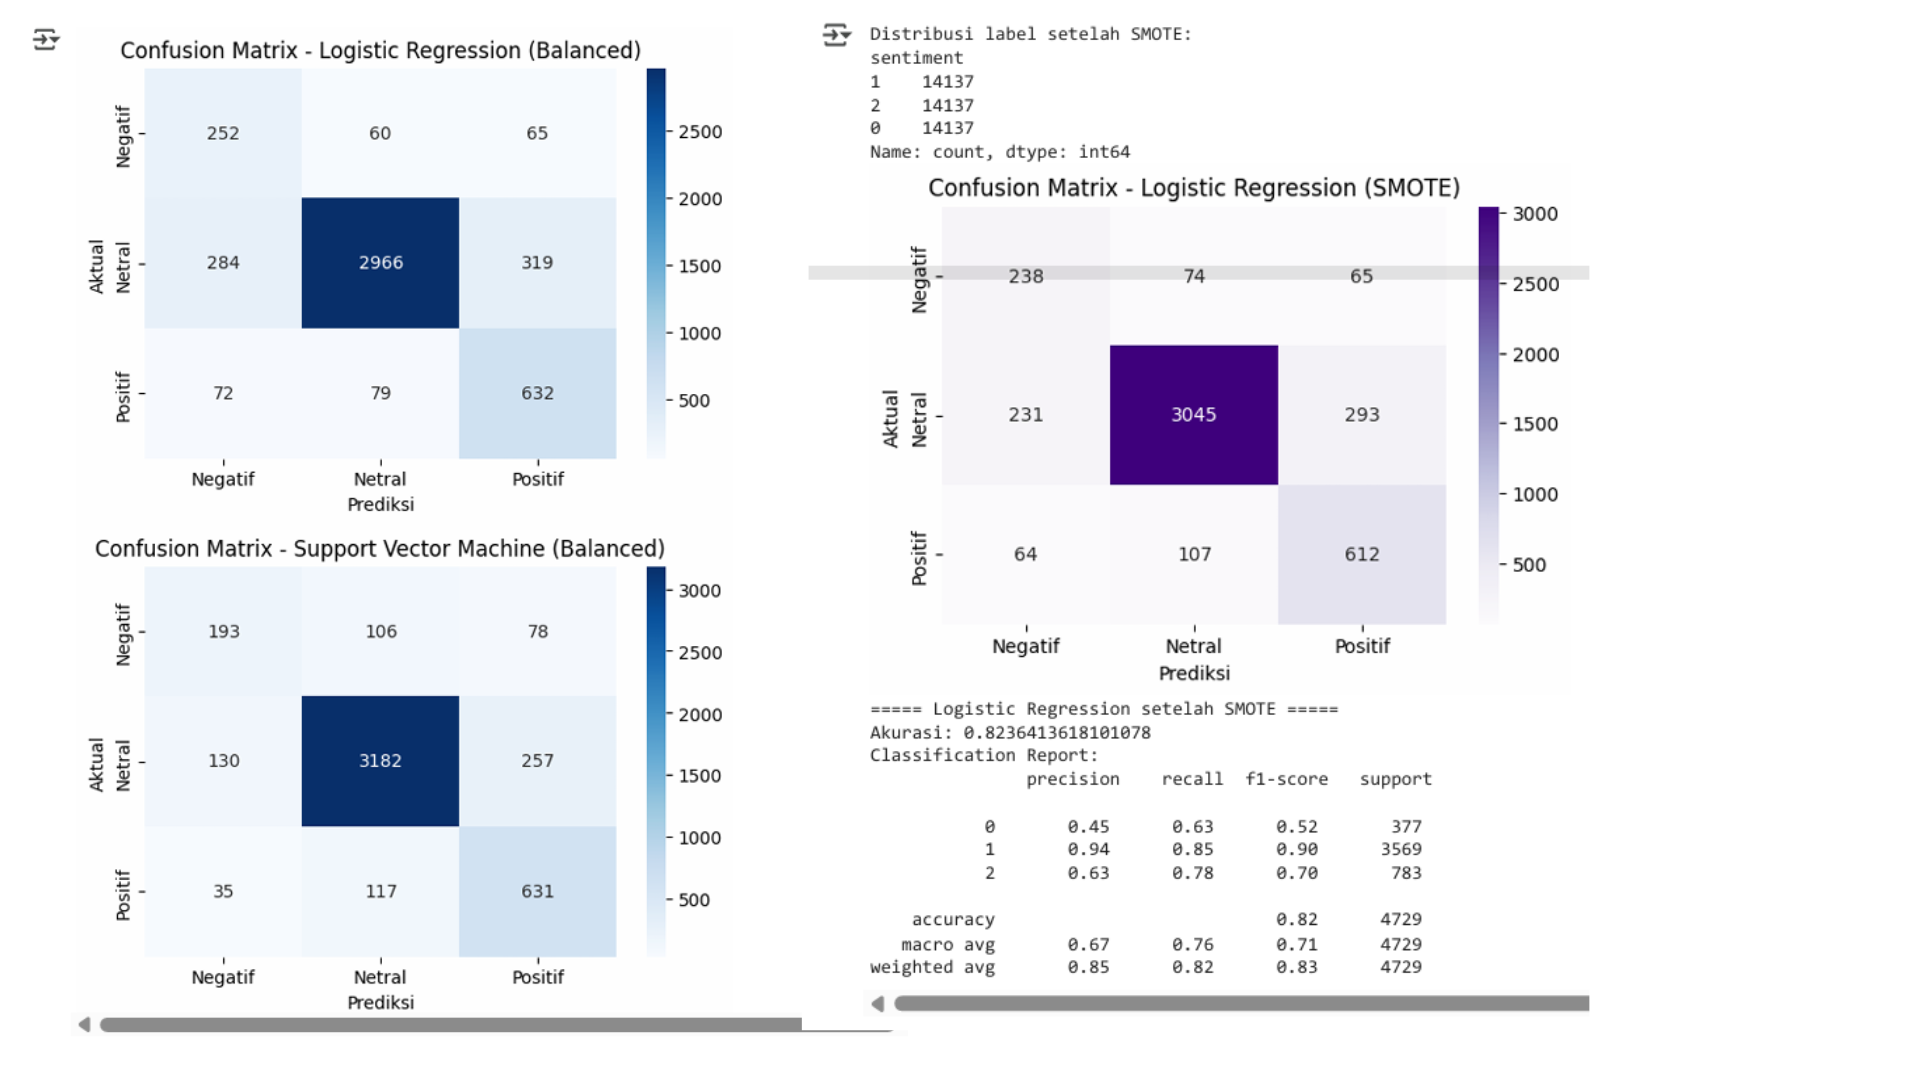 Confusion Matrix - Logistic Regression (Balanced)
Negatif 252 60 65
Aktual
Netral 284 2966 319
Positif 72 79 632
Negatif Netral Positif
Prediksi
2500
2000
1500
1000
500
Confusion Matrix - Support Vector Machine (Balanced)
Negatif 193 106 78
Aktual
Netral 130 3182 257
Positif 35 117 631
Negatif Netral Positif
Prediksi
3000
2500
2000
1500
1000
500
Distribusi label setelah SMOTE:
sentiment
1 14137
2 14137
0 14137
Name: count, dtype: int64
Confusion Matrix - Logistic Regression (SMOTE)
Negatif 238 74 65
Aktual
Netral 231 3045 293
Positif 64 107 612
Negatif Netral Positif
Prediksi
3000
2500
2000
1500
1000
500
===== Logistic Regression setelah SMOTE =====
Akurasi: 0.8236413618101078
Classification Report:
precision recall f1-score support
0 0.45 0.63 0.52 377
1 0.94 0.85 0.90 3569
2 0.63 0.78 0.70 783
accuracy 0.82 4729
macro avg 0.67 0.76 0.71 4729
weighted avg 0.85 0.82 0.83 4729